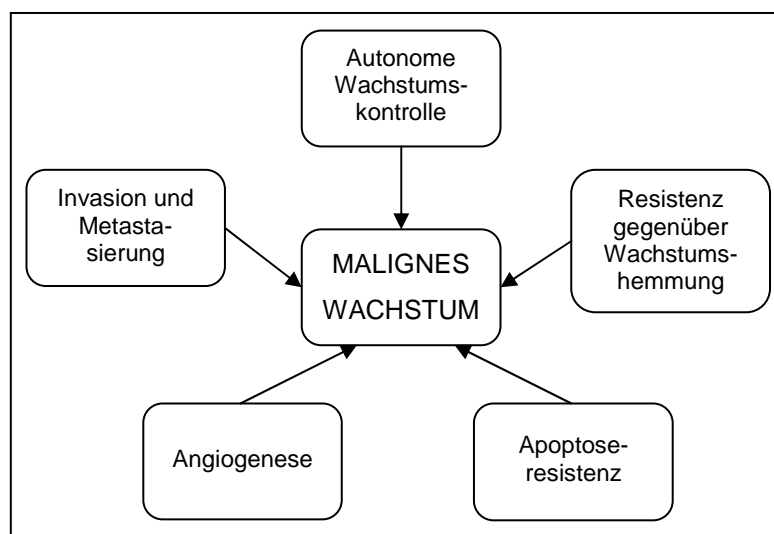 Autonome
Wachstums-
kontrolle
Invasion und
Metasta-
sierung
Resistenz
gegenüber
Wachstums-
hemmung
MALIGNES
WACHSTUM
Angiogenese
Apoptose-
resistenz